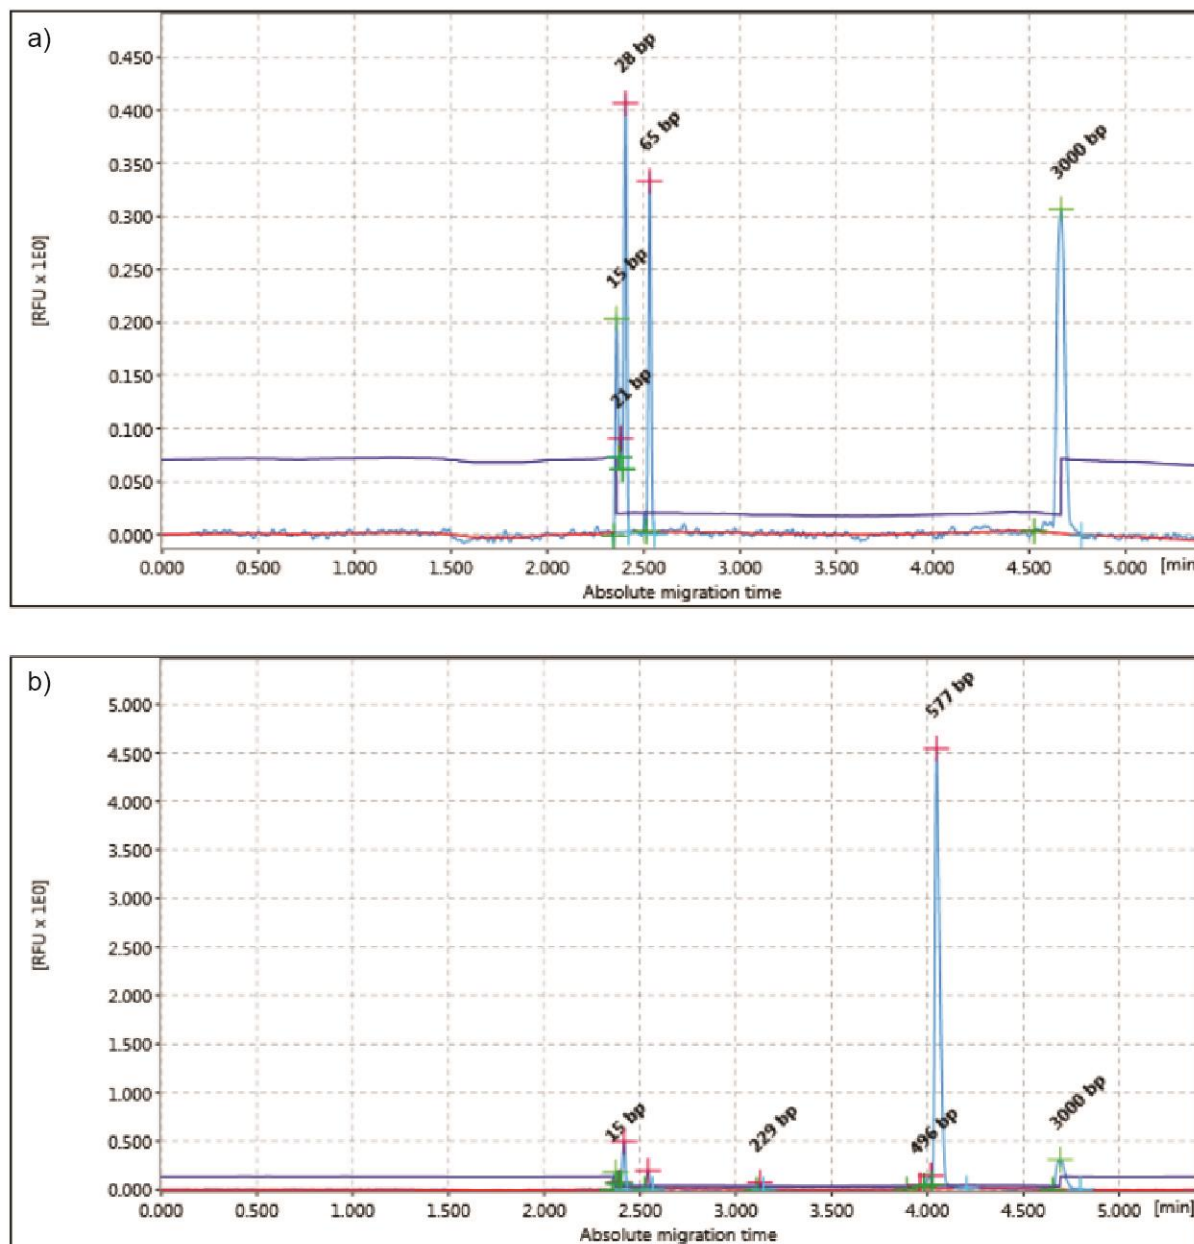 a)
28 bp
0.450
0.400
65 bp
3000 bp
0.350
0.300
0.250
15 bp
0.200
0.150
21 bp
0.100
0.050
0.000
[RFU x 1E0]
0.000 0.500 1.000 1.500 2.000 2.500 3.000 3.500 4.000 4.500 5.000 [min
Absolute migration time
b)
577 bp
5.000
4.500
4.000
3.500
3.000
2.500
2.000
1.500
1.000
0.500
0.000
[RFU x 1E0]
15 bp 229 bp 496 bp 3000 bp
0.000 0.500 1.000 1.500 2.000 2.500 3.000 3.500 4.000 4.500 5.000 [min]
Absolute migration time